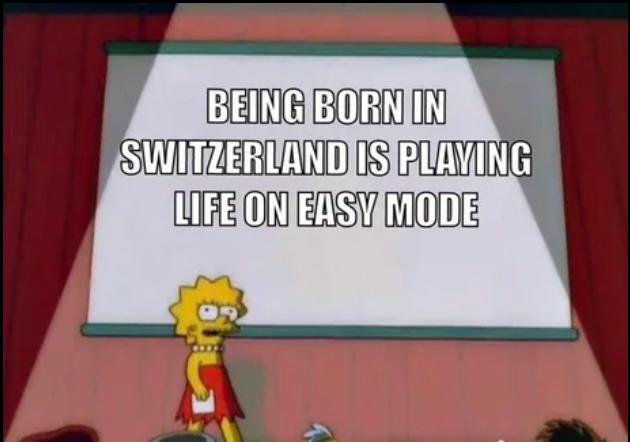 BEING BORN IN
SWITZERLAND IS PLAYING
LIFE ON EASY MODE